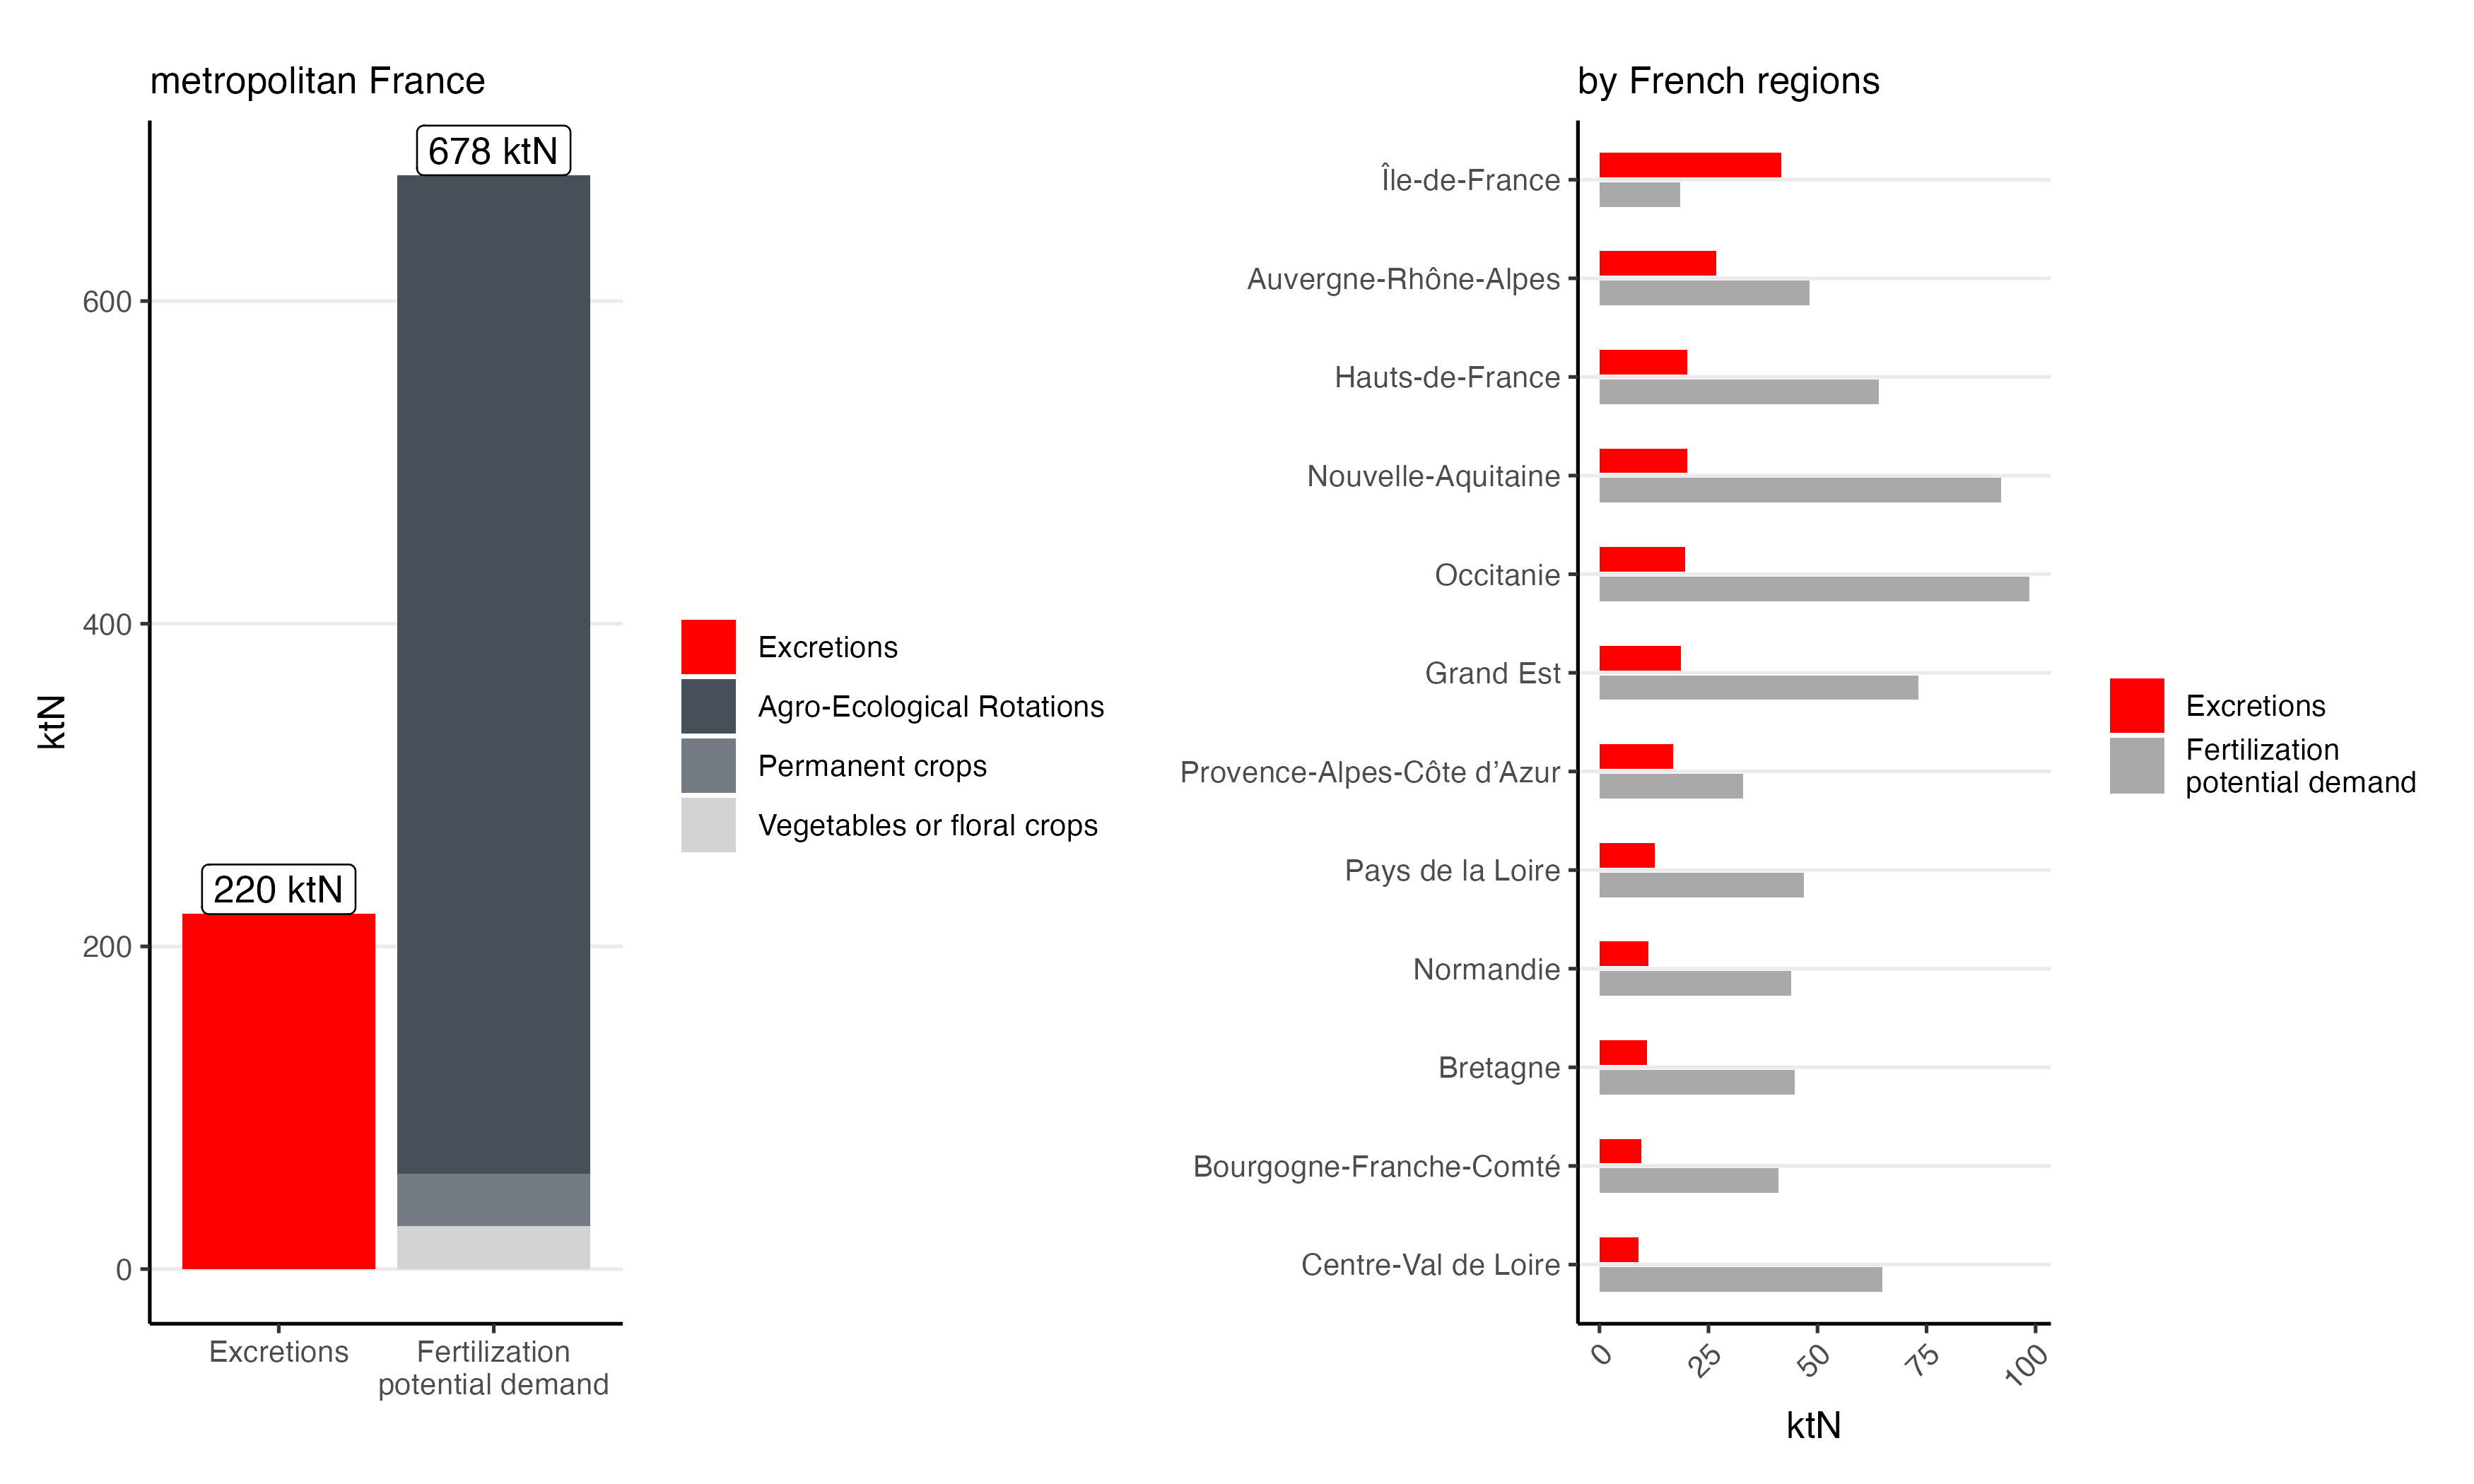 metropolitan France
678 ktN
220 ktN
ktN
600
400
200
0
Excretions
Fertilization
potential demand
Excretions
Agro-Ecological Rotations
Permanent crops
Vegetables or floral crops
by French regions
Île-de-France
Auvergne-Rhône-Alpes
Hauts-de-France
Nouvelle-Aquitaine
Occitanie
Grand Est
Provence-Alpes-Côte d’Azur
Pays de la Loire
Normandie
Bretagne
Bourgogne-Franche-Comté
Centre-Val de Loire
0
25
50
75
100
ktN
Excretions
Fertilization
potential demand